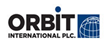 ORBIT
INTERNATIONAL PLC.